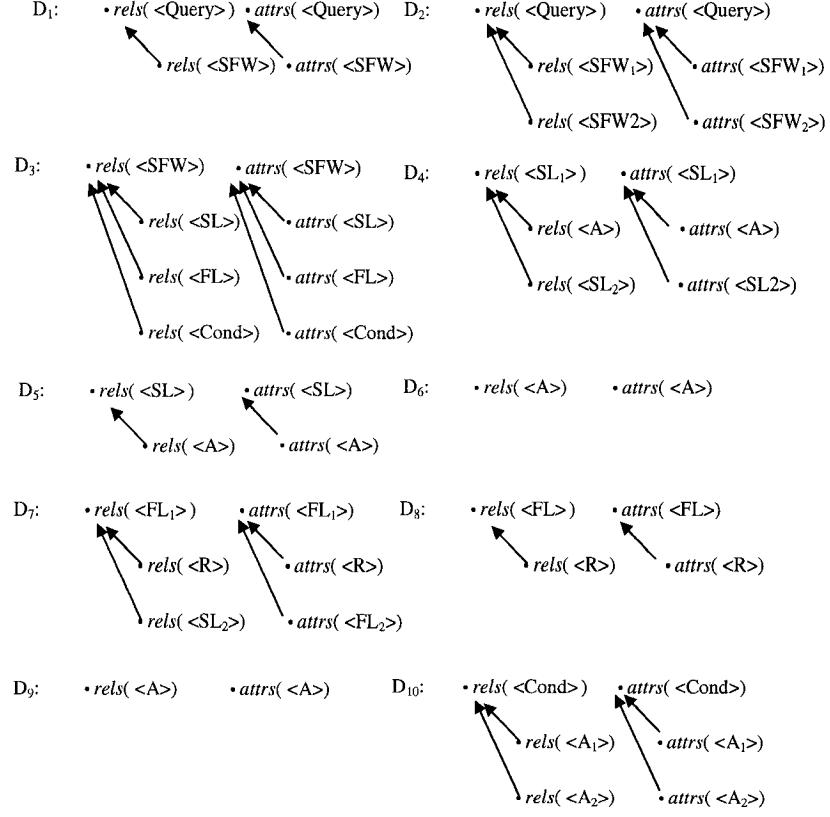 D₁: • rels( <Query>) • attrs( <Query>) D₂: • rels( <Query>) • attrs( <Query>)
• rels( <SFW>) • attrs( <SFW>) • rels( <SFW₁>) • attrs( <SFW₁>)
• rels( <SFW2>) • attrs( <SFW₂>)
D₃: • rels( <SFW>) • attrs( <SFW>) D₄: • rels( <SL₁>) • attrs( <SL₁>)
• rels( <SL>) • attrs( <SL>) • rels( <A>) • attrs( <A>)
• rels( <FL>) • attrs( <FL>) • rels( <SL₂>) • attrs( <SL2>)
• rels( <Cond>) • attrs( <Cond>)
D₅: • rels( <SL>) • attrs( <SL>) D₆: • rels( <A>) • attrs( <A>)
• rels( <A>) • attrs( <A>)
D₇: • rels( <FL₁>) • attrs( <FL₁>) D₈: • rels( <FL>) • attrs( <FL>)
• rels( <R>) • attrs( <R>) • rels( <R>) • attrs( <R>)
• rels( <SL₂>) • attrs( <FL₂>)
D₉: • rels( <A>) • attrs( <A>) D₁₀: • rels( <Cond>) • attrs( <Cond>)
• rels( <A₁>) • attrs( <A₁>)
• rels( <A₂>) • attrs( <A₂>)